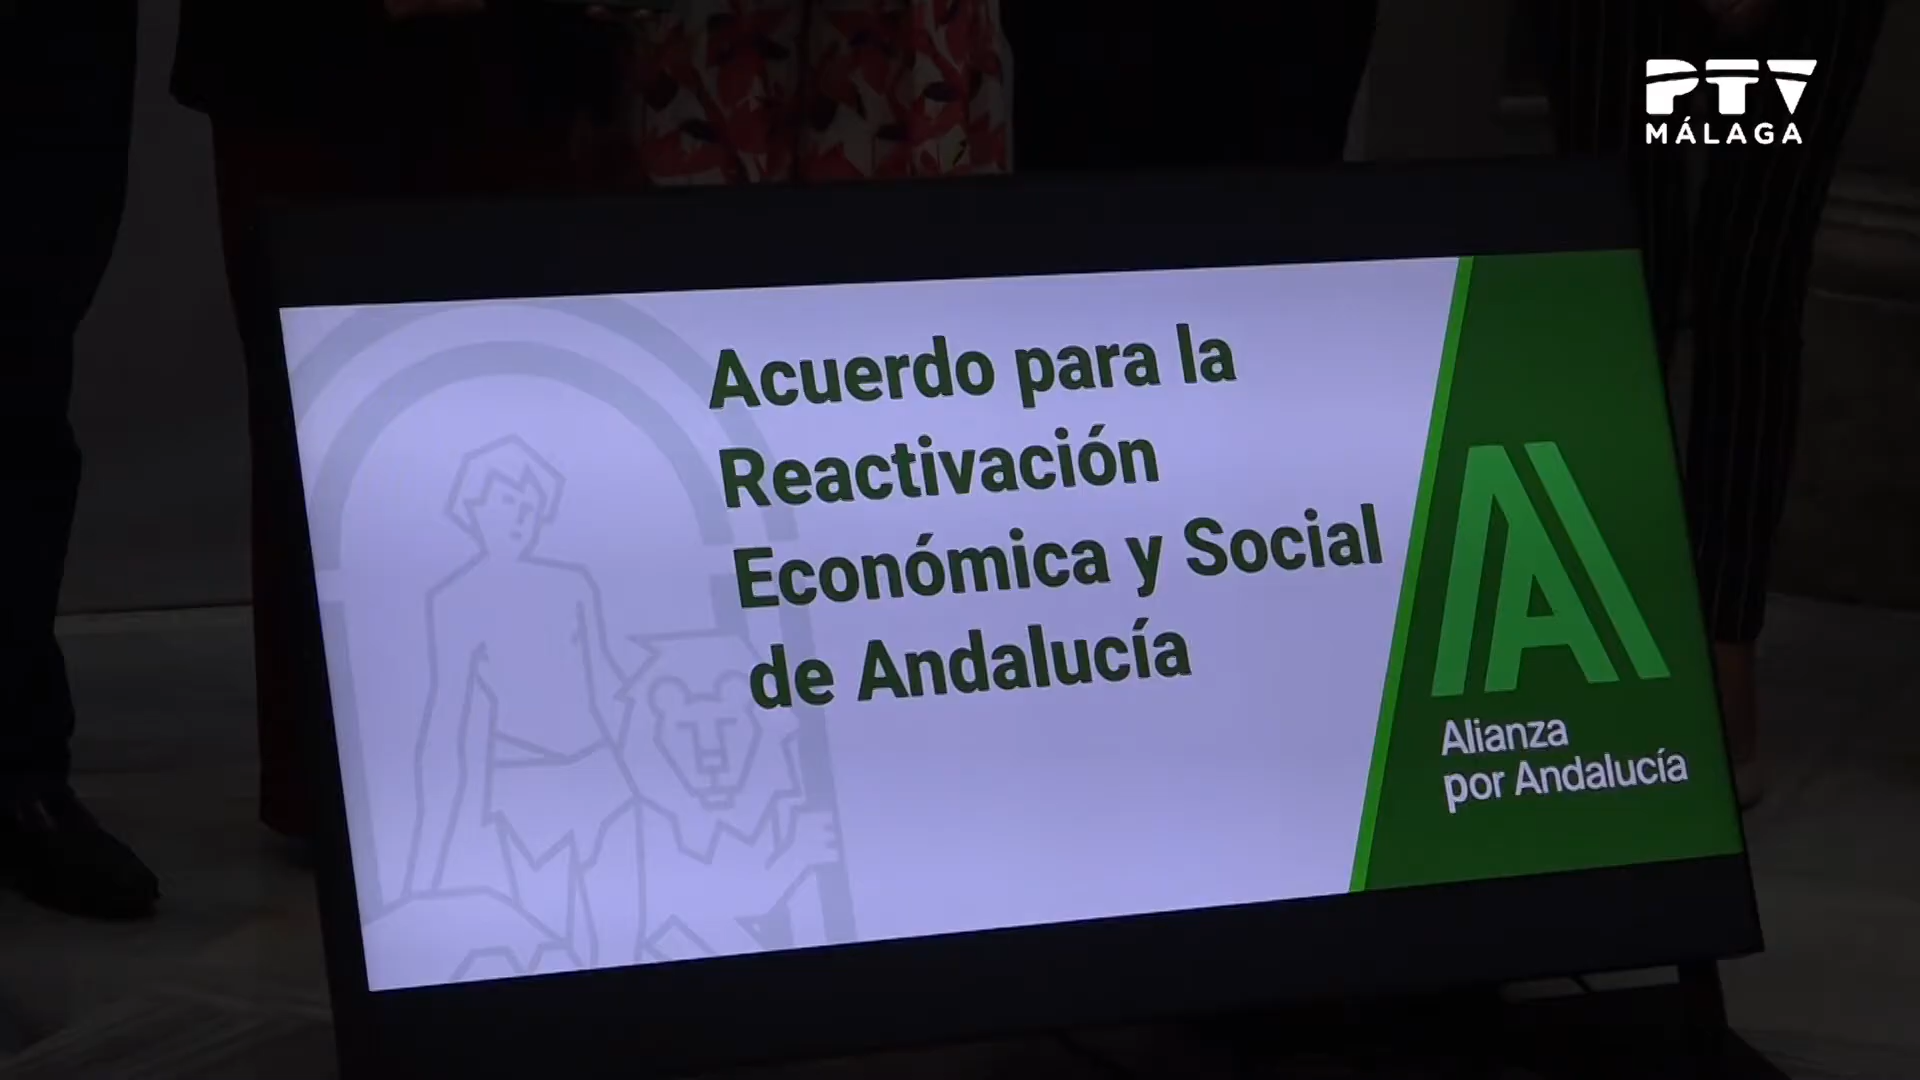 PTV
MÁLAGA
Acuerdo para la
Reactivación
Económica y Social
de Andalucía
Alianza
por Andalucía